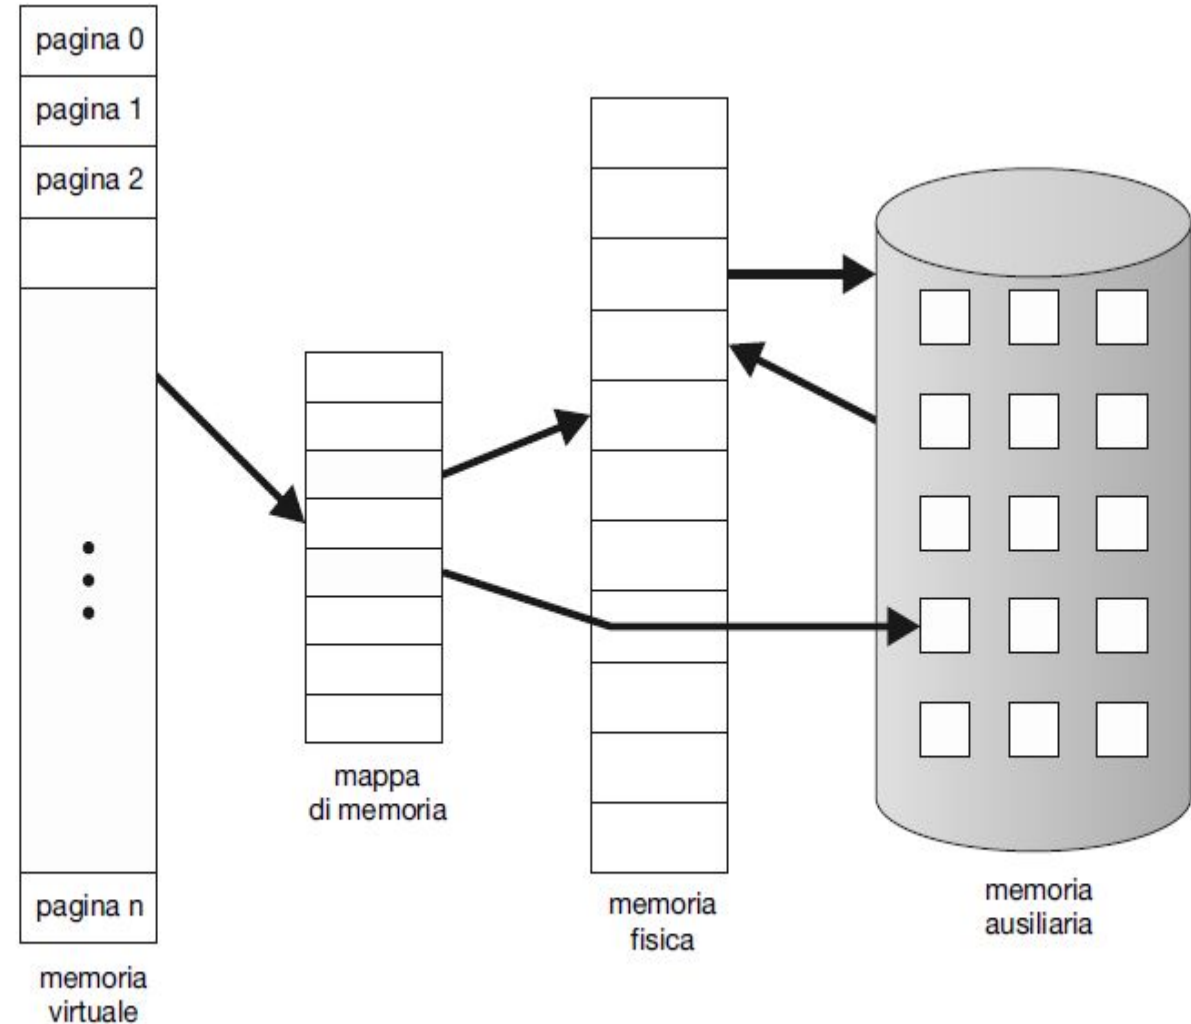 pagina 0
pagina 1
pagina 2
pagina n
memoria
virtuale
mappa
di memoria
memoria
fisica
memoria
ausiliaria